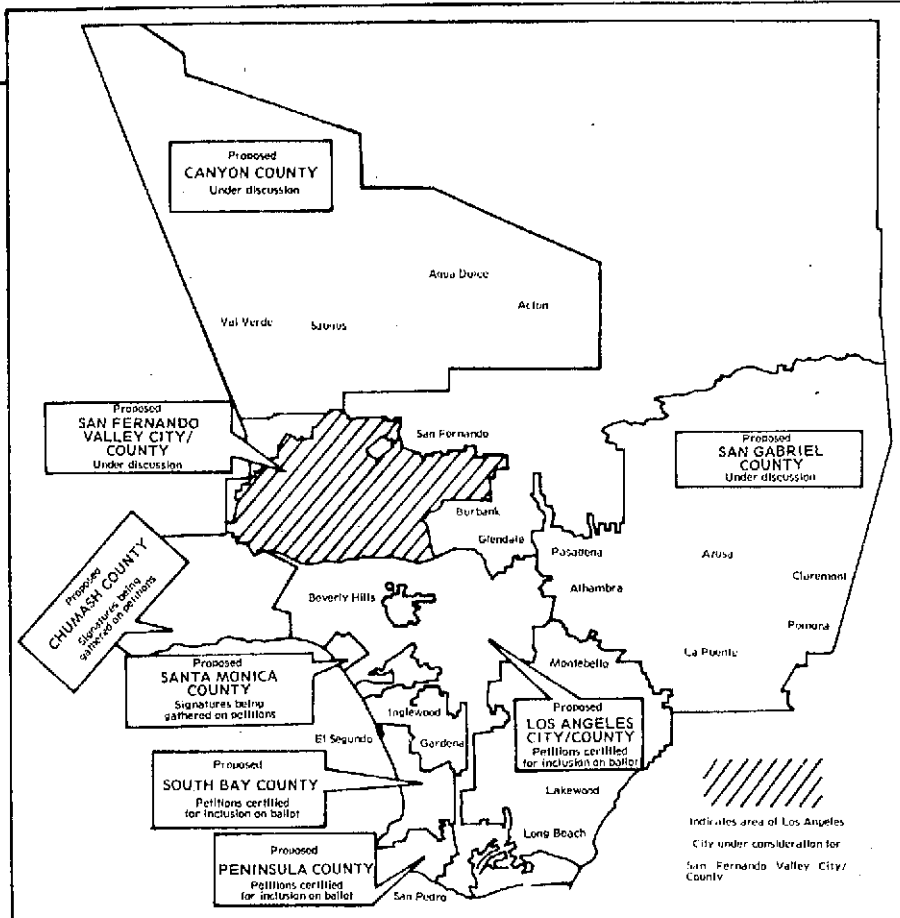 Proposed
CANYON COUNTY
Under discussion
Agua Dulce
Acton
Val Verde
Saugus
Proposed
SAN FERNANDO
VALLEY CITY/
COUNTY
Under discussion
San Fernando
Proposed
SAN GABRIEL
COUNTY
Under discussion
Burbank
Glendale
Pasadena
Azusa
Claremont
Alhambra
Pomona
La Puente
Proposed
CHUMASH COUNTY
Signatures being
gathered on petitions
Beverly Hills
Montebello
Proposed
SANTA MONICA
COUNTY
Signatures being
gathered on petitions
Inglewood
Proposed
LOS ANGELES
CITY/COUNTY
Petitions certified
for inclusion on ballot
El Segundo
Gardena
Proposed
SOUTH BAY COUNTY
Petitions certified
for inclusion on ballot
Lakewood
Long Beach
Proposed
PENINSULA COUNTY
Petitions certified
for inclusion on ballot
San Pedro
Indicates area of Los Angeles
City under consideration for
San Fernando Valley City/
County